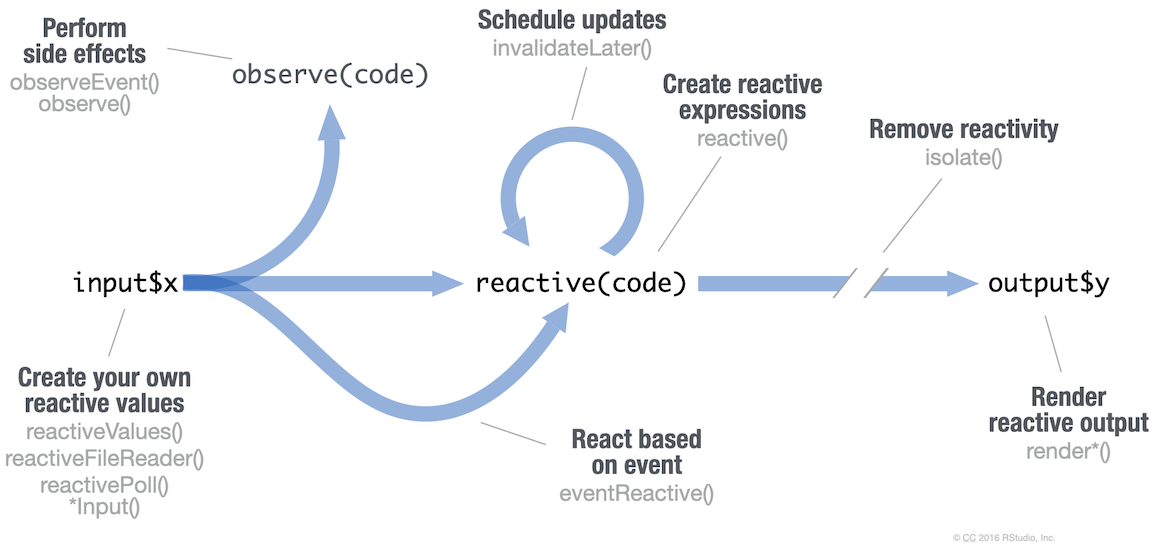 Perform
side effects
observeEvent()
observe()
observe(code)
Schedule updates
invalidateLater()
Create reactive
expressions
reactive()
Remove reactivity
isolate()
input$x
reactive(code)
output$y
Create your own
reactive values
reactiveValues()
reactiveFileReader()
reactivePoll()
*Input()
React based
on event
eventReactive()
Render
reactive output
render*()
© CC 2016 RStudio, Inc.